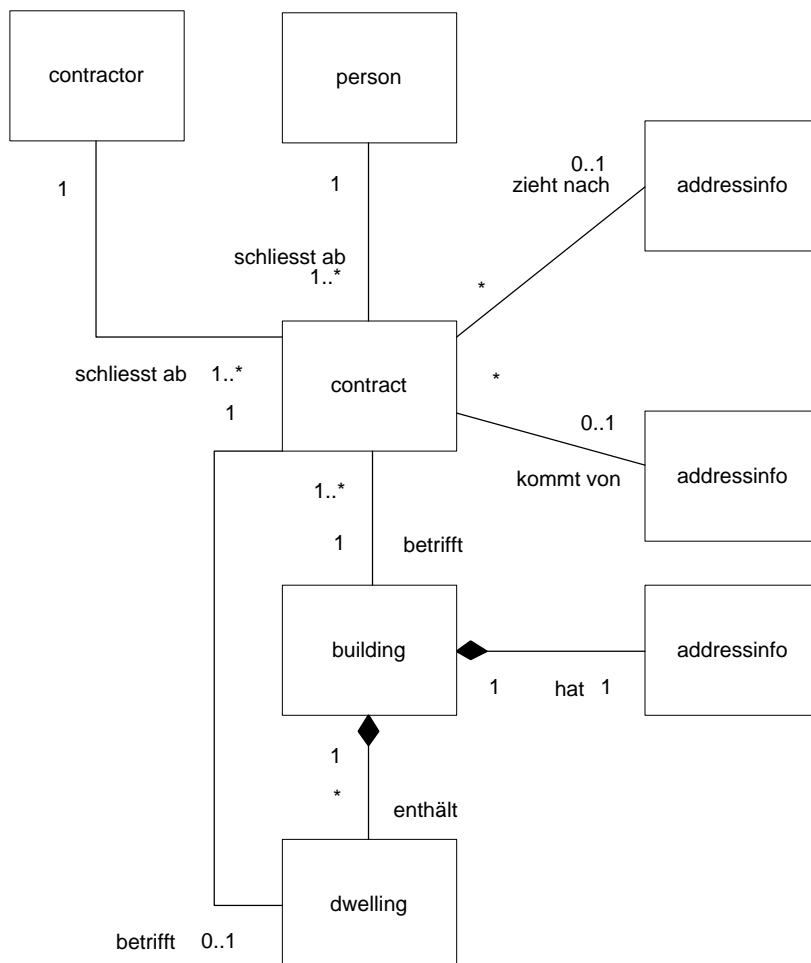 contractor
person
1
1
0..1
zieht nach
addressinfo
schliesst ab
1..*
*
schliesst ab 1..*
contract
*
1
0..1
kommt von
addressinfo
1..*
1
betrifft
building
1
hat 1
addressinfo
1
*
enthält
dwelling
betrifft 0..1